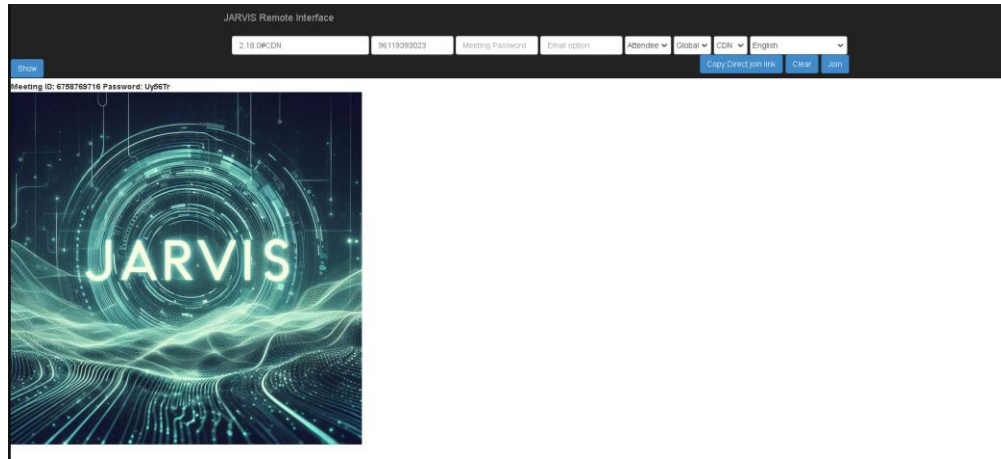 JARVIS Remote Interface
2.18.0#CDN 96119393023 Meeting Password Email option Attendee Global CDN English
Show Copy Direct join link Clear Join
Meeting ID: 6758769716 Password: Uy56Tr
JARVIS